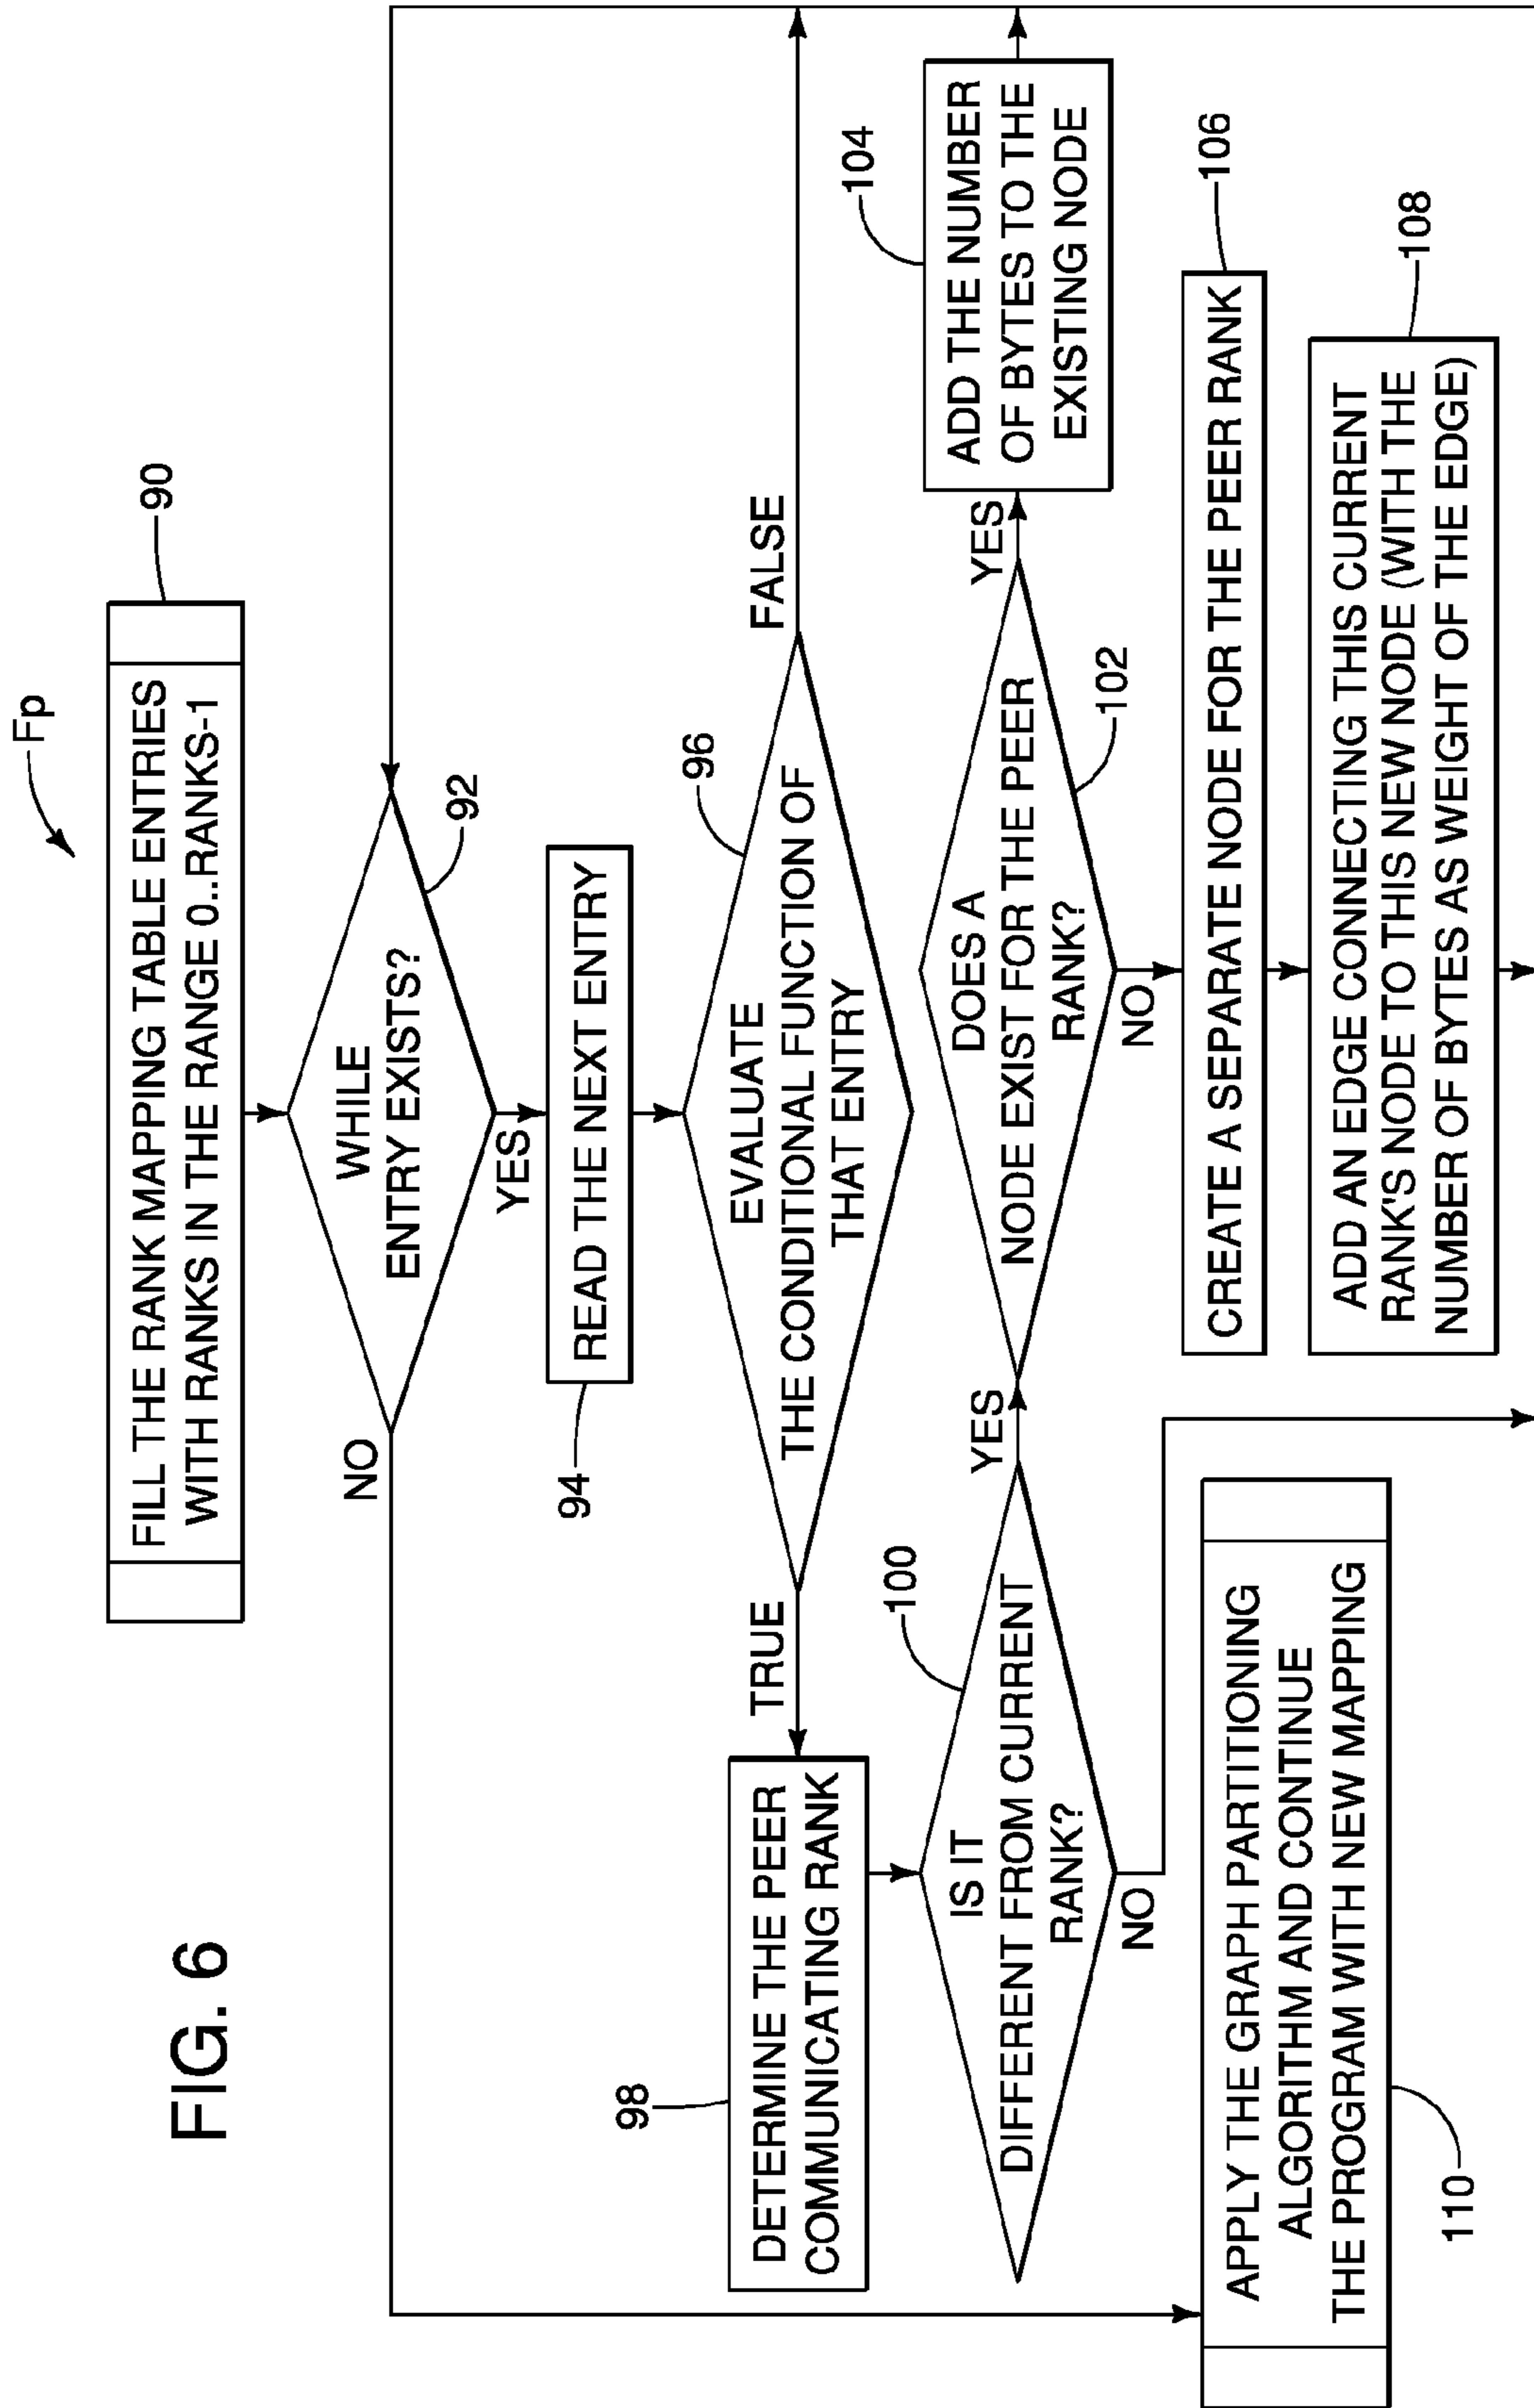 FIG. 6
Fp
FILL THE RANK MAPPING TABLE ENTRIES
WITH RANKS IN THE RANGE 0..RANKS-1
90
WHILE
ENTRY EXISTS?
92
NO
YES
READ THE NEXT ENTRY
94
EVALUATE
THE CONDITIONAL FUNCTION OF
THAT ENTRY
96
TRUE
FALSE
DETERMINE THE PEER
COMMUNICATING RANK
98
IS IT
DIFFERENT FROM CURRENT
RANK?
100
YES
NO
DOES A
NODE EXIST FOR THE PEER
RANK?
102
YES
NO
ADD THE NUMBER
OF BYTES TO THE
EXISTING NODE
104
CREATE A SEPARATE NODE FOR THE PEER RANK
106
ADD AN EDGE CONNECTING THIS CURRENT
RANK'S NODE TO THIS NEW NODE (WITH THE
NUMBER OF BYTES AS WEIGHT OF THE EDGE)
108
APPLY THE GRAPH PARTITIONING
ALGORITHM AND CONTINUE
THE PROGRAM WITH NEW MAPPING
110